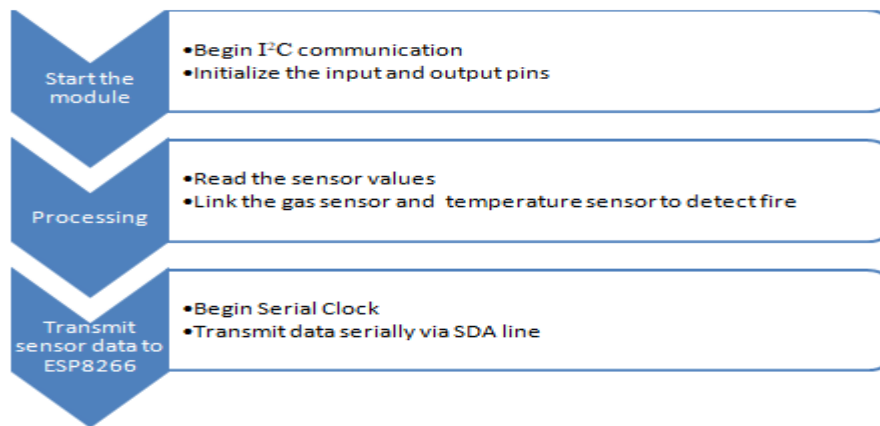 Start the
module
•Begin I²C communication
•Initialize the input and output pins
Processing
•Read the sensor values
•Link the gas sensor and temperature sensor to detect fire
Transmit
sensor data to
ESP8266
•Begin Serial Clock
•Transmit data serially via SDA line